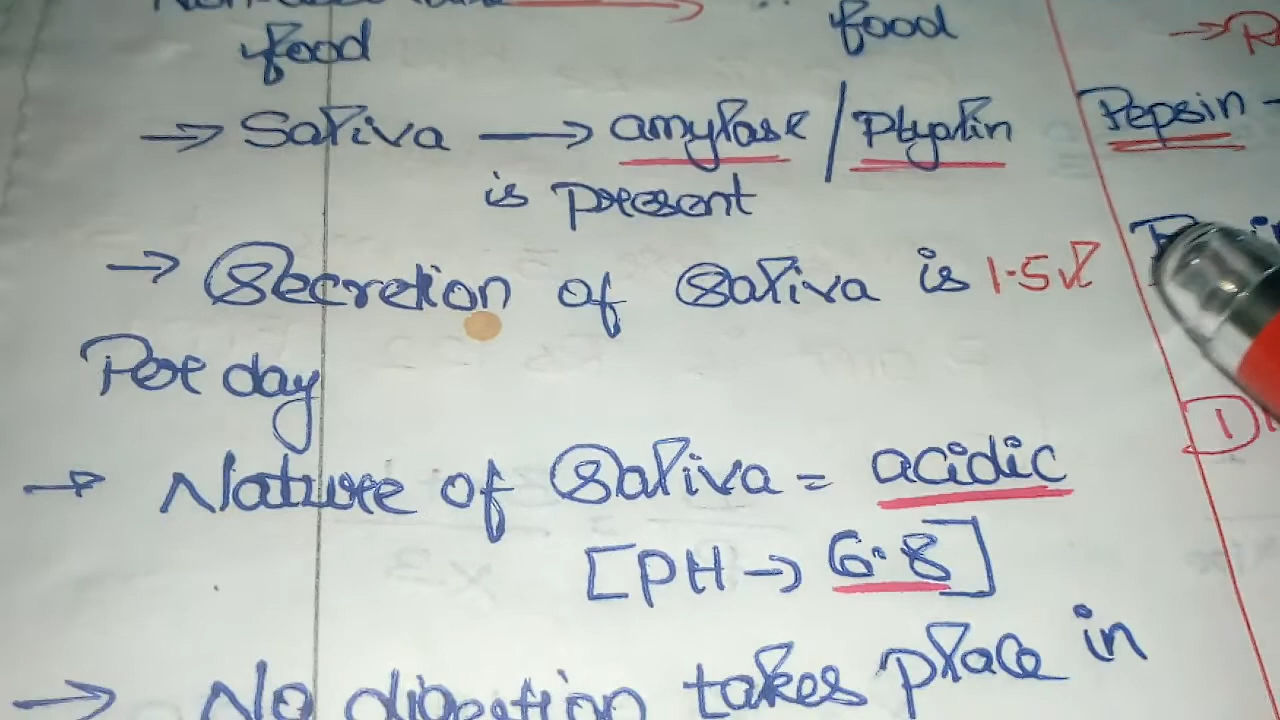 food food
→ Saliva → amylase / Ptyalin
is present
→ Secretion of Saliva is 1.5 l
Per day
→ Nature of Saliva = acidic
[PH → 6.8]
→ No digestion takes place in
→ R
Pepsin -
1